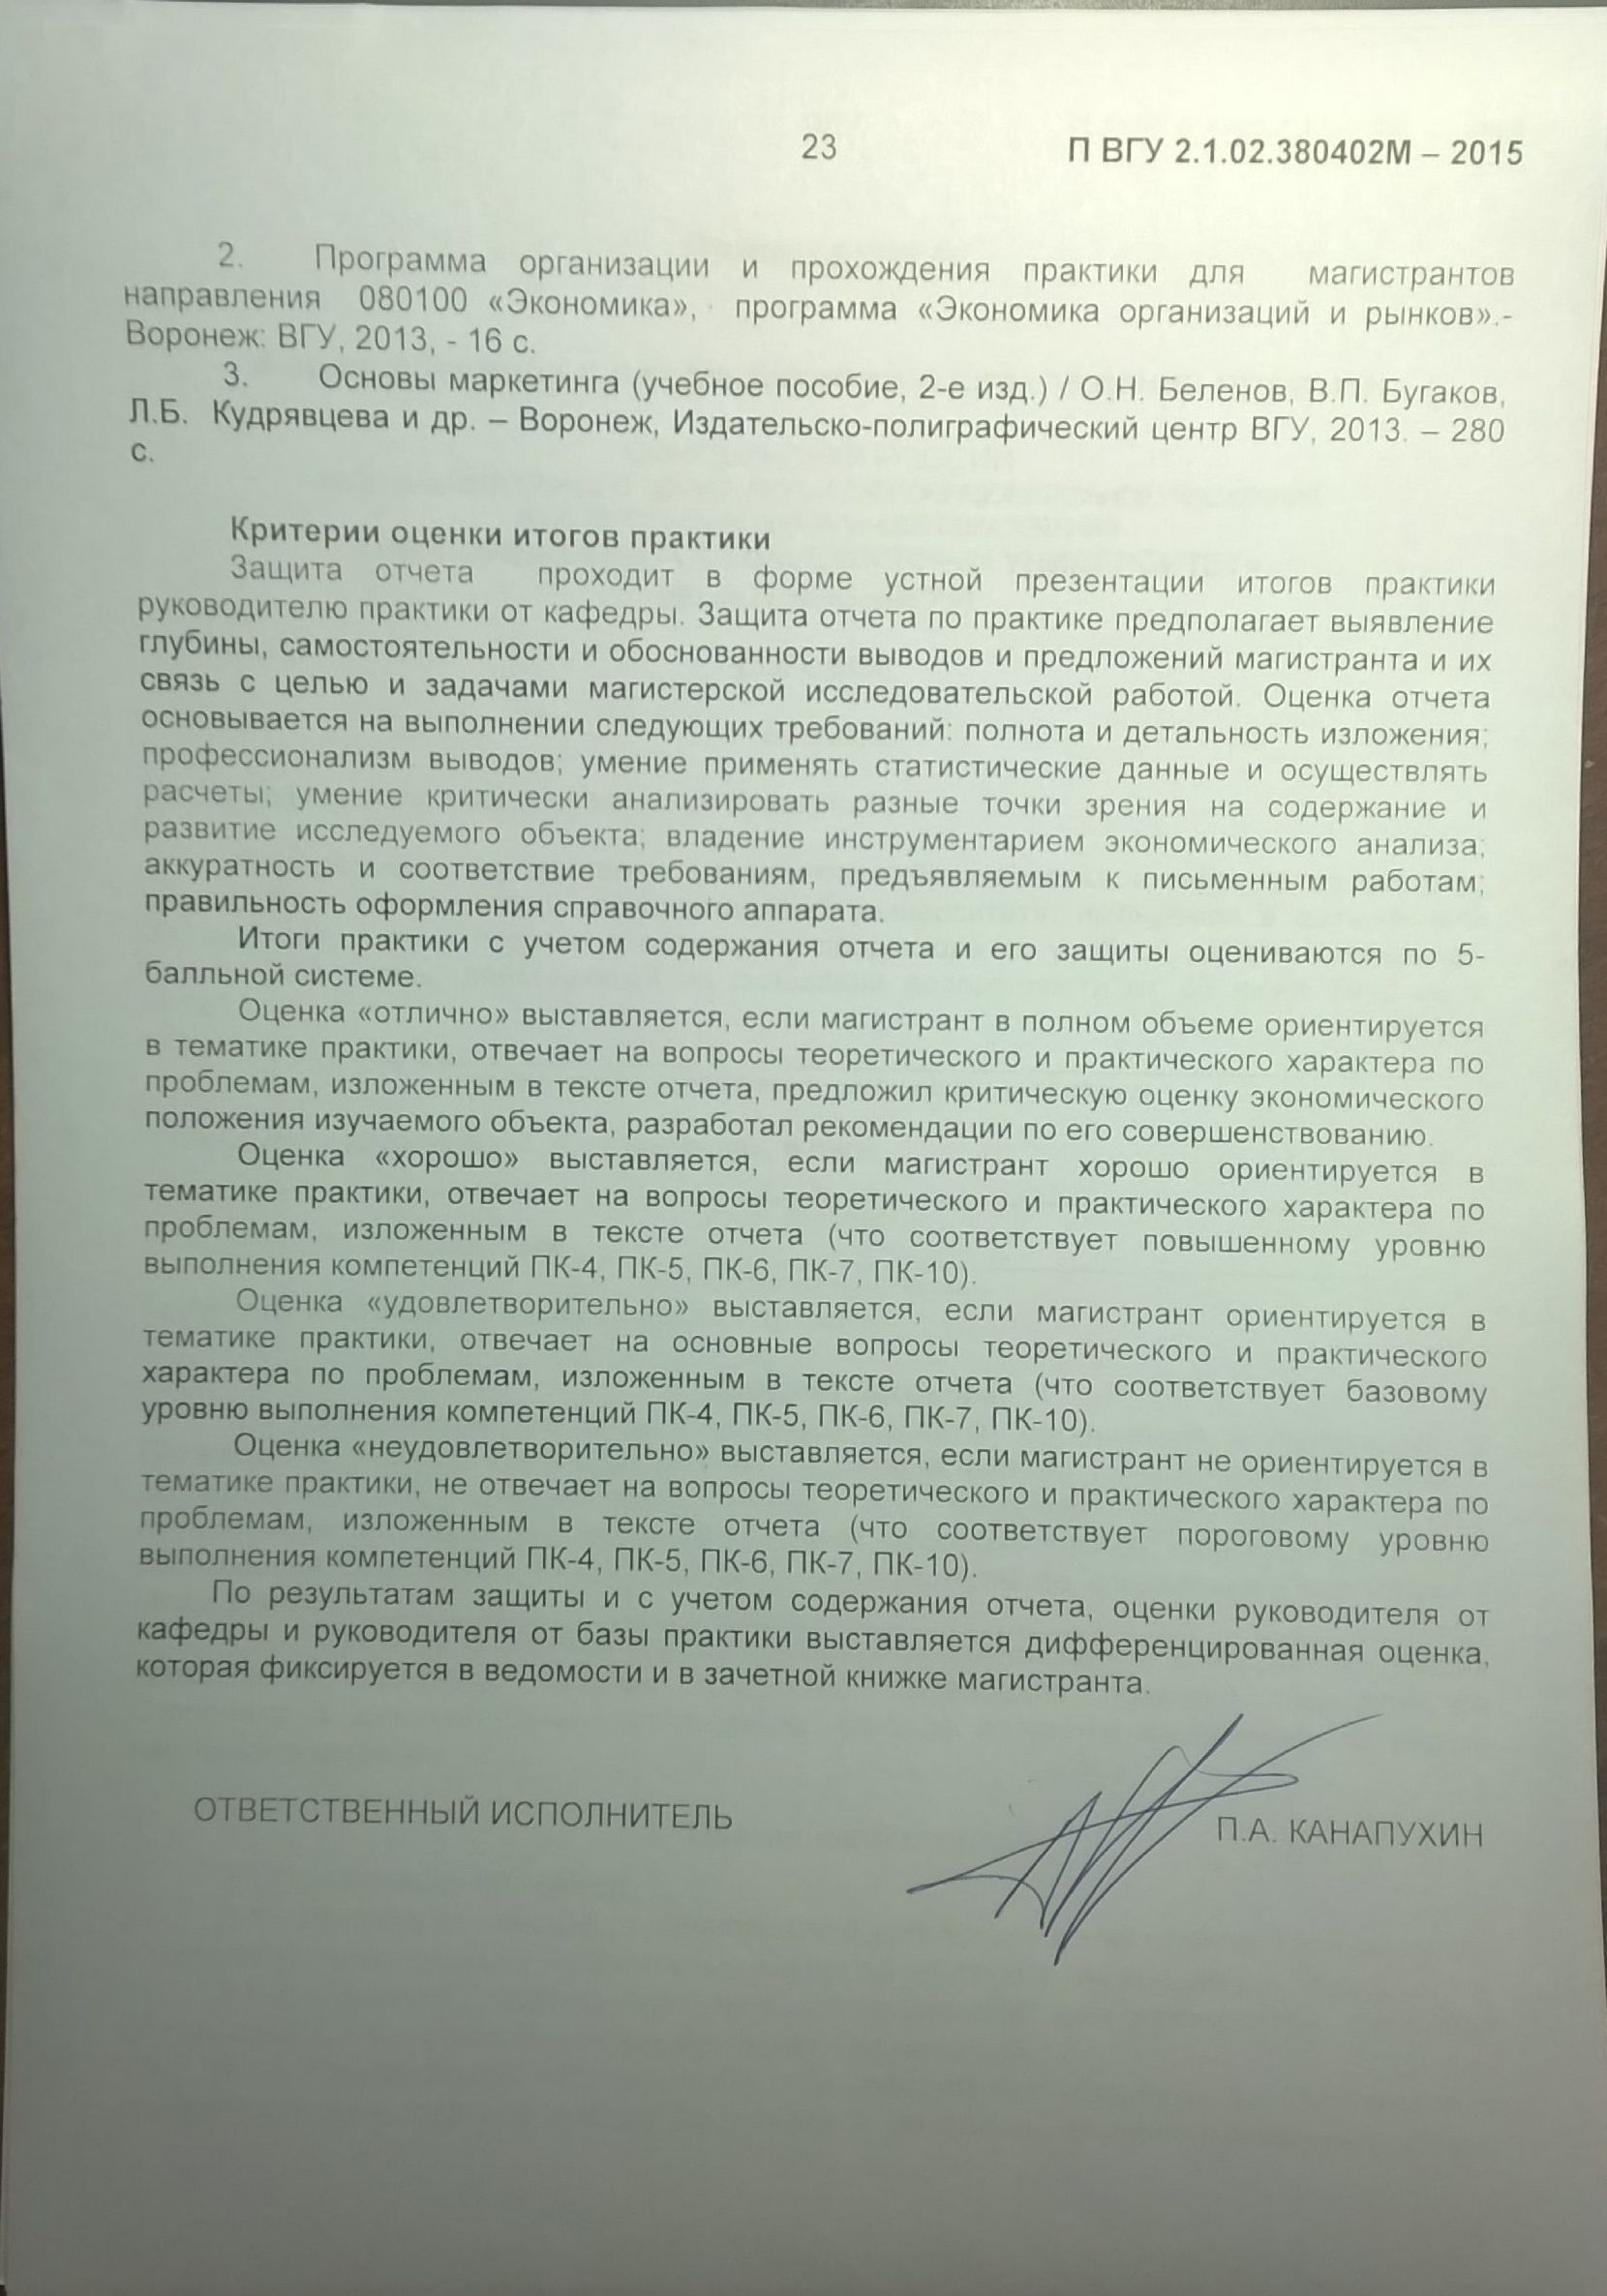 23
П ВГУ 2.1.02.380402М – 2015
2. Программа организации и прохождения практики для магистрантов
направления 080100 «Экономика», программа «Экономика организаций и рынков».-
Воронеж: ВГУ, 2013, - 16 с.
3. Основы маркетинга (учебное пособие, 2-е изд.) / О.Н. Беленов, В.П. Бугаков,
Л.Б. Кудрявцева и др. – Воронеж, Издательско-полиграфический центр ВГУ, 2013. – 280
с.
Критерии оценки итогов практики
Защита отчета проходит в форме устной презентации итогов практики
руководителю практики от кафедры. Защита отчета по практике предполагает выявление
глубины, самостоятельности и обоснованности выводов и предложений магистранта и их
связь с целью и задачами магистерской исследовательской работой. Оценка отчета
основывается на выполнении следующих требований: полнота и детальность изложения;
профессионализм выводов; умение применять статистические данные и осуществлять
расчеты; умение критически анализировать разные точки зрения на содержание и
развитие исследуемого объекта; владение инструментарием экономического анализа;
аккуратность и соответствие требованиям, предъявляемым к письменным работам;
правильность оформления справочного аппарата.
Итоги практики с учетом содержания отчета и его защиты оцениваются по 5-
балльной системе.
Оценка «отлично» выставляется, если магистрант в полном объеме ориентируется
в тематике практики, отвечает на вопросы теоретического и практического характера по
проблемам, изложенным в тексте отчета, предложил критическую оценку экономического
положения изучаемого объекта, разработал рекомендации по его совершенствованию.
Оценка «хорошо» выставляется, если магистрант хорошо ориентируется в
тематике практики, отвечает на вопросы теоретического и практического характера по
проблемам, изложенным в тексте отчета (что соответствует повышенному уровню
выполнения компетенций ПК-4, ПК-5, ПК-6, ПК-7, ПК-10).
Оценка «удовлетворительно» выставляется, если магистрант ориентируется в
тематике практики, отвечает на основные вопросы теоретического и практического
характера по проблемам, изложенным в тексте отчета (что соответствует базовому
уровню выполнения компетенций ПК-4, ПК-5, ПК-6, ПК-7, ПК-10).
Оценка «неудовлетворительно» выставляется, если магистрант не ориентируется в
тематике практики, не отвечает на вопросы теоретического и практического характера по
проблемам, изложенным в тексте отчета (что соответствует пороговому уровню
выполнения компетенций ПК-4, ПК-5, ПК-6, ПК-7, ПК-10).
По результатам защиты и с учетом содержания отчета, оценки руководителя от
кафедры и руководителя от базы практики выставляется дифференцированная оценка,
которая фиксируется в ведомости и в зачетной книжке магистранта.
ОТВЕТСТВЕННЫЙ ИСПОЛНИТЕЛЬ
П.А. КАНАПУХИН